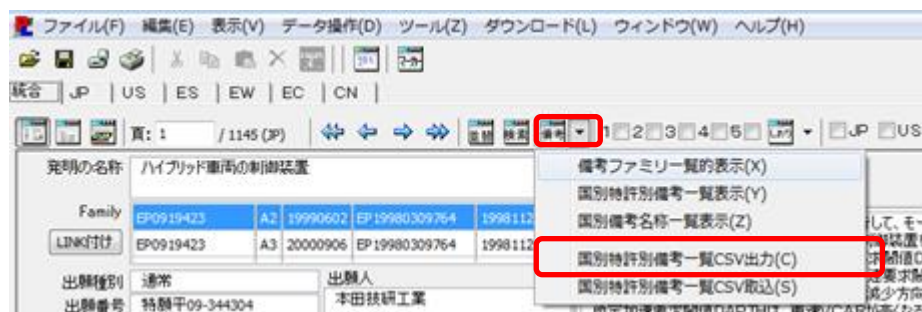 ファイル(F) 編集(E) 表示(V) データ操作(D) ツール(Z) ダウンロード(L) ウィンドウ(W) ヘルプ(H)
統合 JP US ES EW EC CN
頁: 1 / 1145 (JP) 並替 検索 備考 1 2 3 4 5 JP US
発明の名称 ハイブリッド車両の制御装置
備考ファミリー覧的表示(X)
国別特許別備考一覧表示(Y)
国別備考名称一覧表示(Z)
国別特許別備考一覧CSV出力(C)
国別特許別備考一覧CSV取込(S)
Family EP0919423 A2 19990602 EP19980309764 1998112
LINK付け EP0919423 A3 20000906 EP19980309764 1998112
出願種別 通常 出願人
出願番号 特願平09-344304 本田技研工業